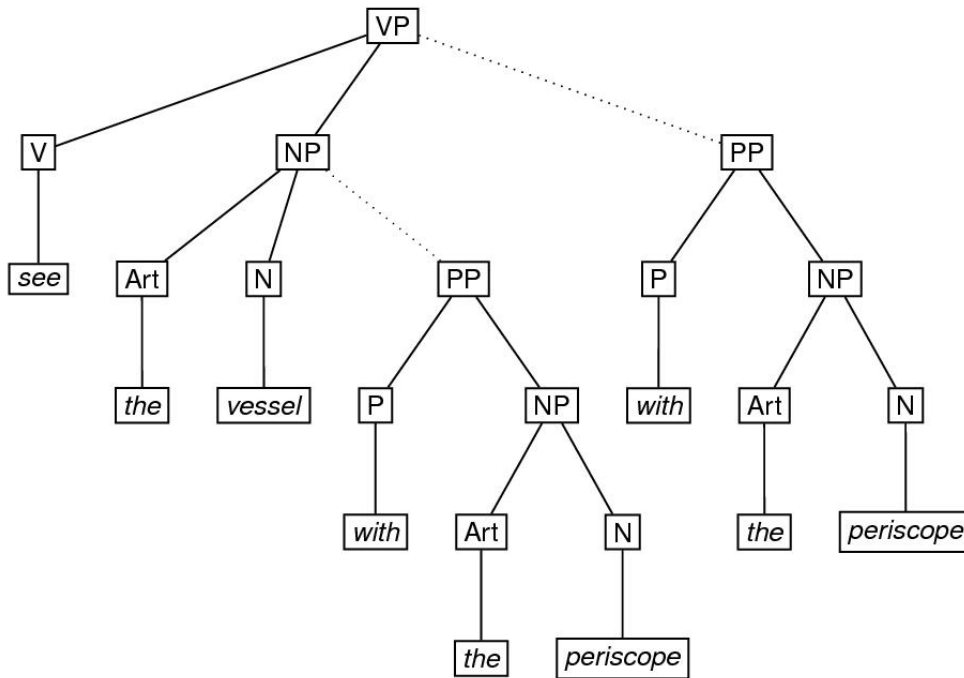 VP
V NP PP
see Art N PP P NP
the vessel P NP with Art N
with Art N the periscope
the periscope